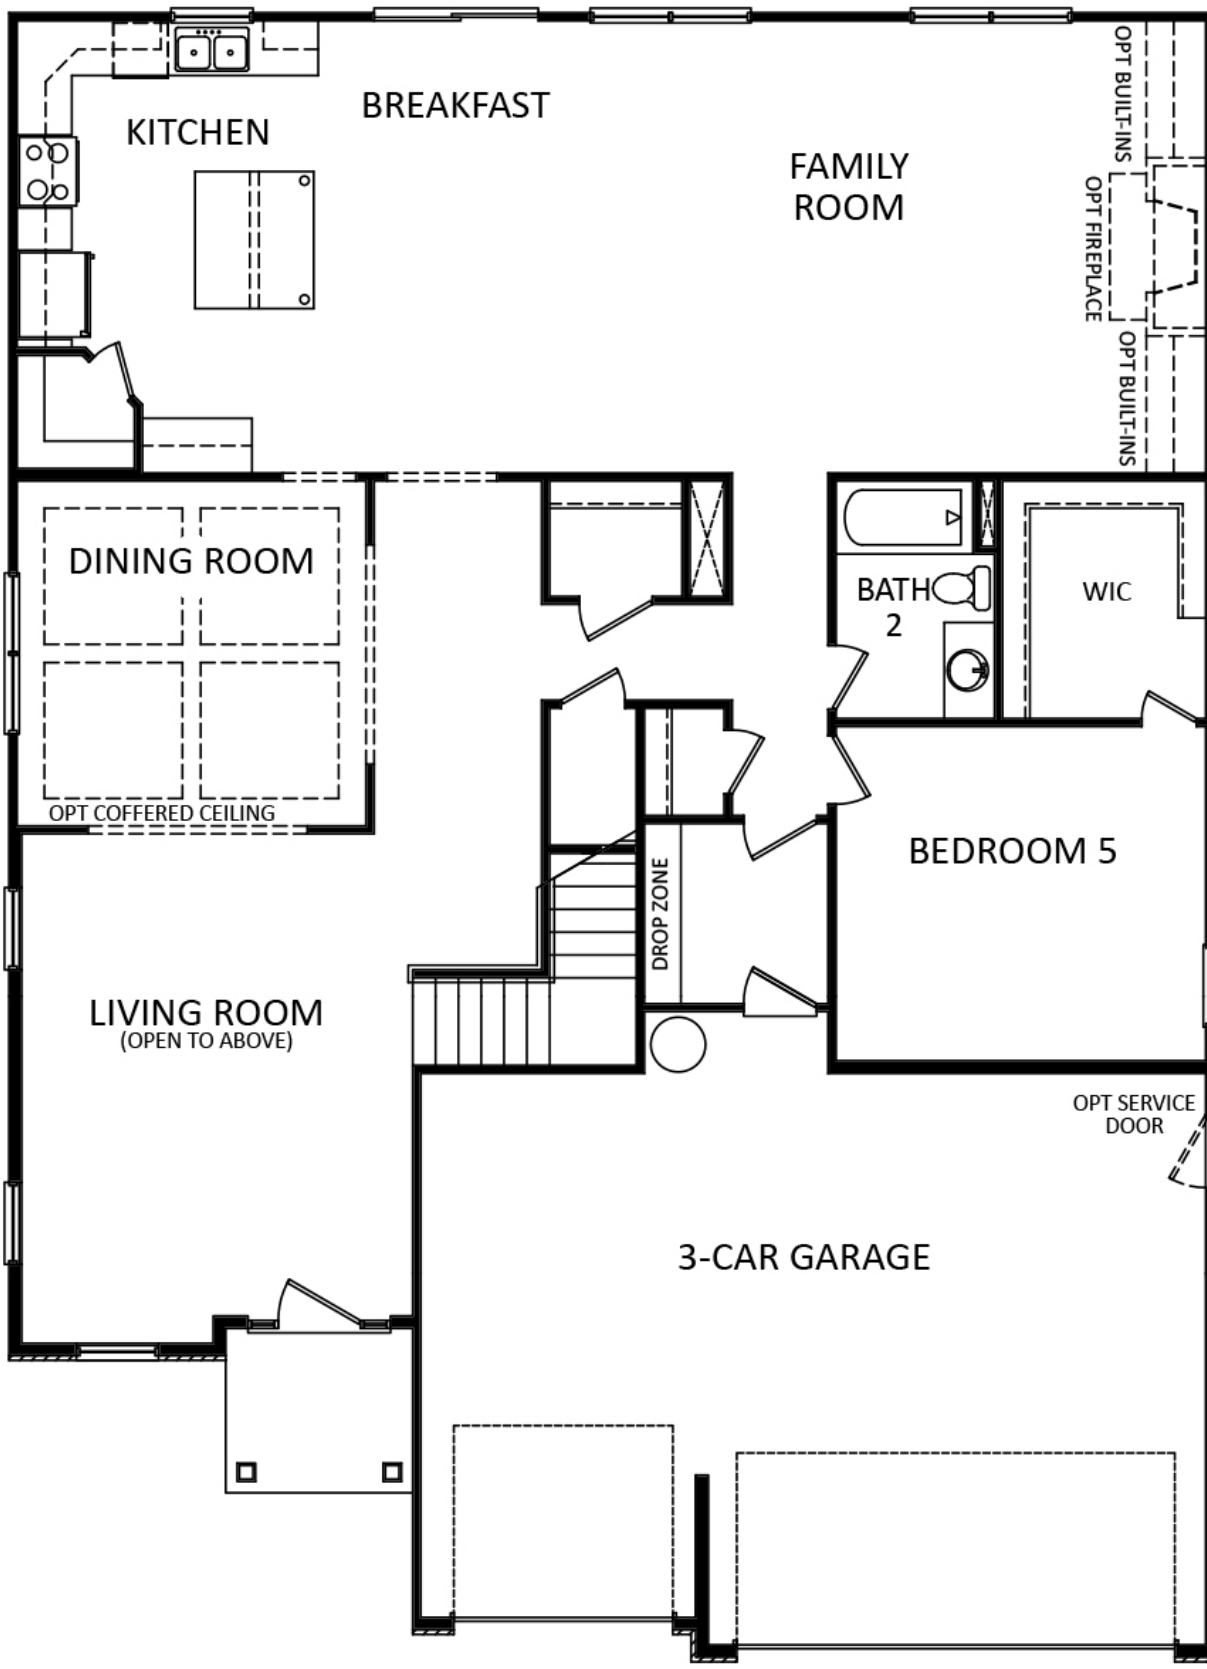 OPT BUILT-INS
BREAKFAST
KITCHEN
FAMILY
ROOM
OPT FIREPLACE
OPT BUILT-INS
DINING ROOM
BATH
2
WIC
OPT COFFERED CEILING
BEDROOM 5
DROP ZONE
LIVING ROOM
(OPEN TO ABOVE)
OPT SERVICE
DOOR
3-CAR GARAGE